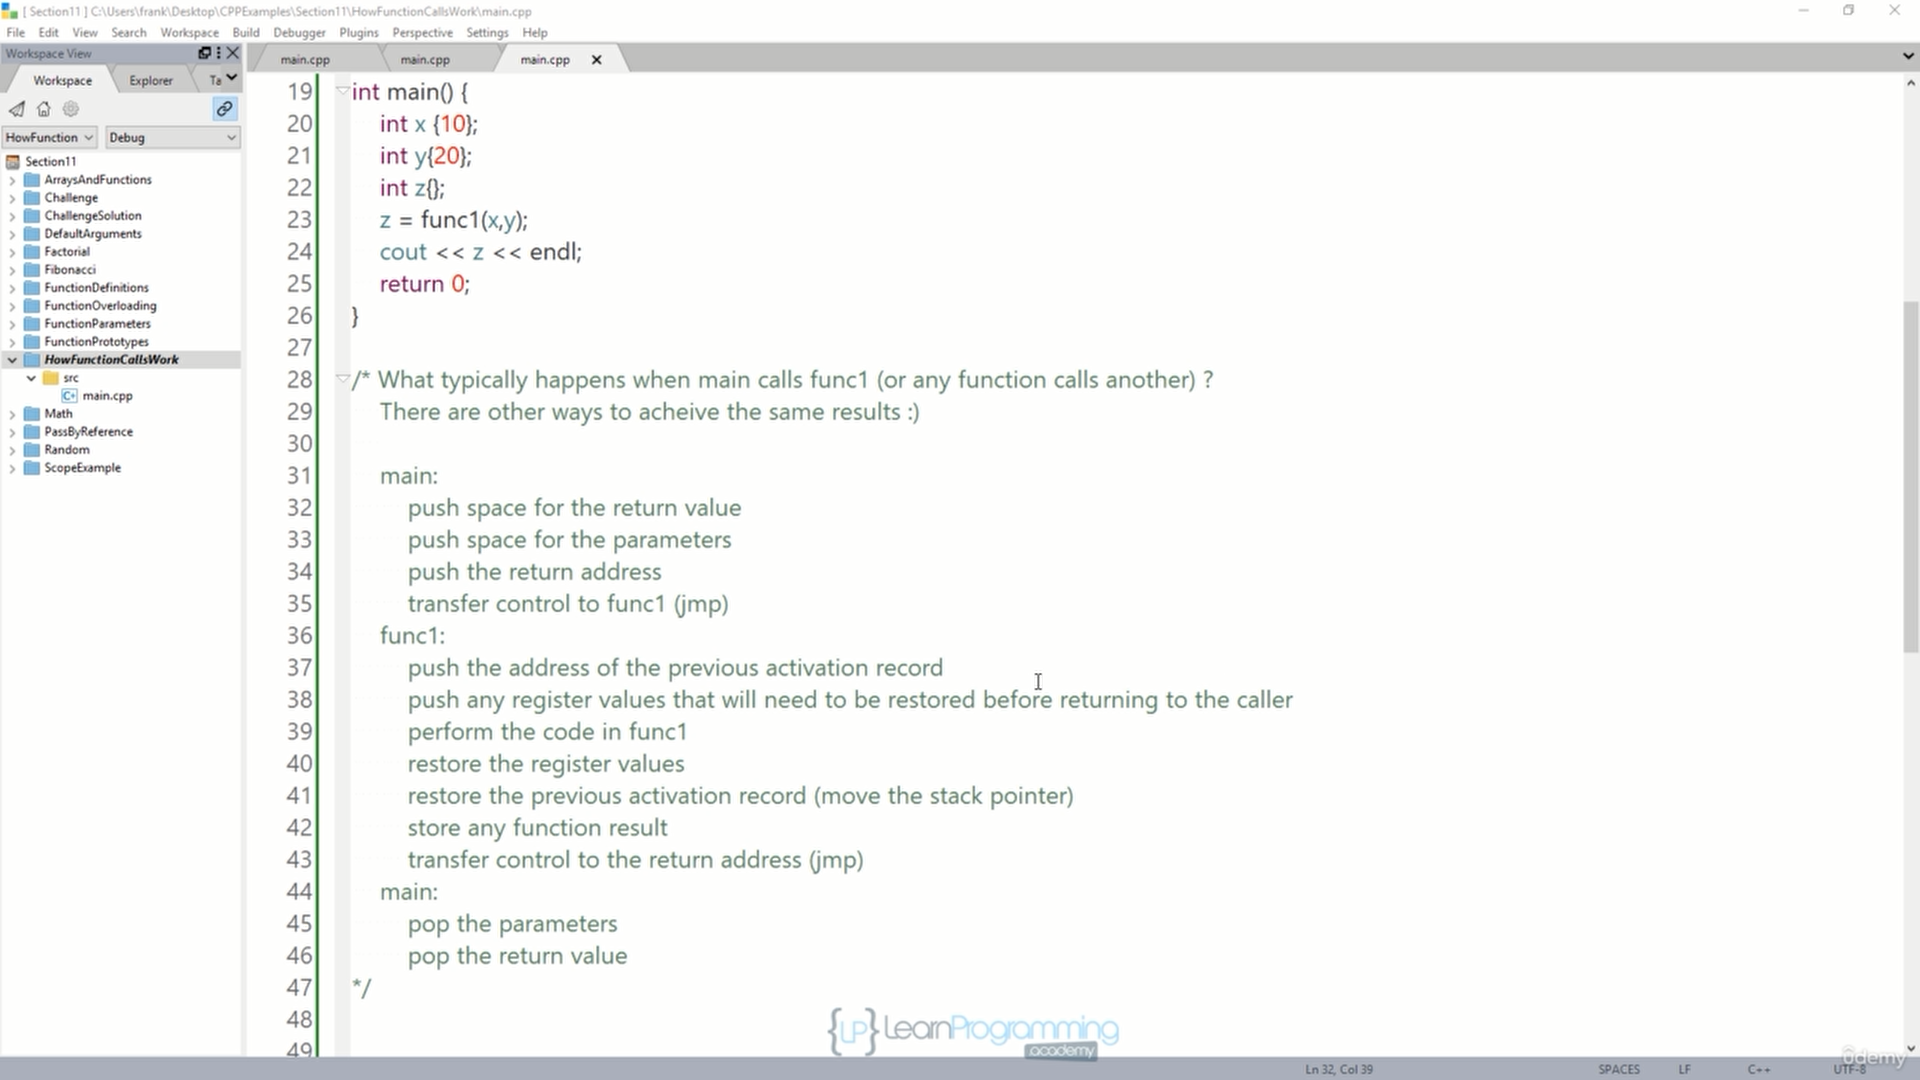 [ Section11 ] C:\Users\frank\Desktop\CPPExamples\Section11\HowFunctionCallsWork\main.cpp
File Edit View Search Workspace Build Debugger Plugins Perspective Settings Help
Workspace View
Workspace Explorer Ta
HowFunction Debug
Section11
ArraysAndFunctions
Challenge
ChallengeSolution
DefaultArguments
Factorial
Fibonacci
FunctionDefinitions
FunctionOverloading
FunctionParameters
FunctionPrototypes
HowFunctionCallsWork
src
main.cpp
Math
PassByReference
Random
ScopeExample
main.cpp main.cpp main.cpp
19 int main() {
20 int x {10};
21 int y{20};
22 int z{};
23 z = func1(x,y);
24 cout << z << endl;
25 return 0;
26 }
27
28 /* What typically happens when main calls func1 (or any function calls another) ?
29 There are other ways to acheive the same results :)
30
31 main:
32 push space for the return value
33 push space for the parameters
34 push the return address
35 transfer control to func1 (jmp)
36 func1:
37 push the address of the previous activation record
38 push any register values that will need to be restored before returning to the caller
39 perform the code in func1
40 restore the register values
41 restore the previous activation record (move the stack pointer)
42 store any function result
43 transfer control to the return address (jmp)
44 main:
45 pop the parameters
46 pop the return value
47 */
48
49
{LP} LearnProgramming
academy
Ln 32, Col 39 SPACES LF C++ UTF-8
ûdemy